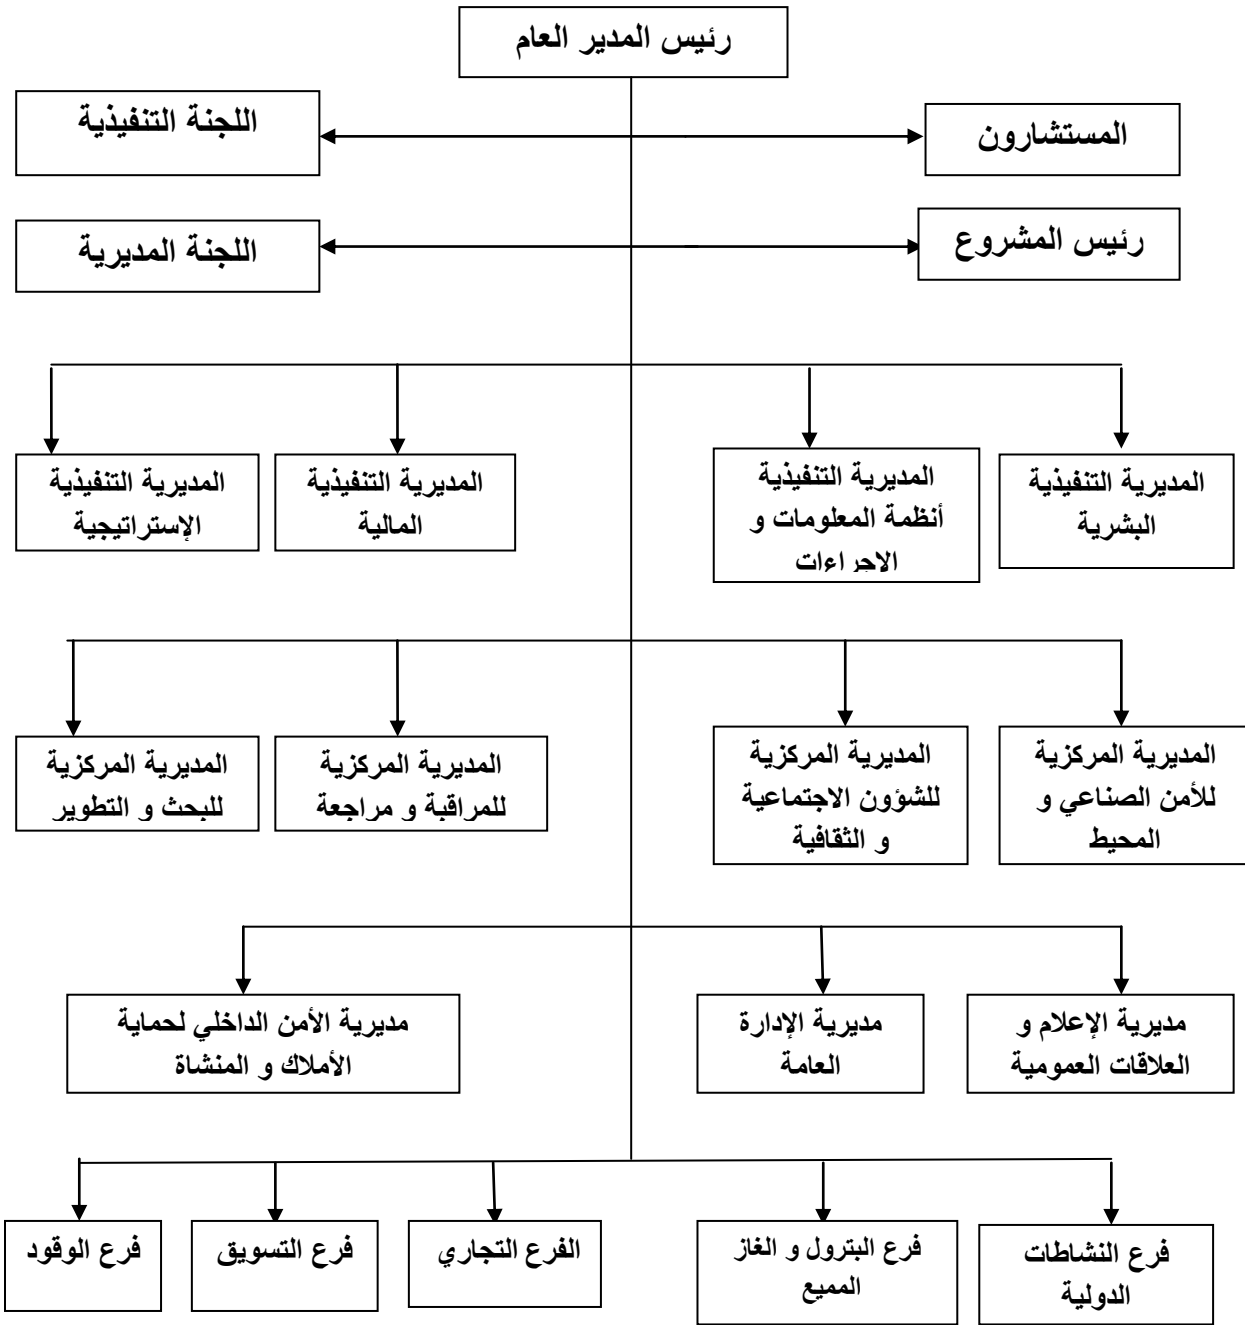 رئيس المدير العام
المستشارون
اللجنة التنفيذية
رئيس المشروع
اللجنة المديرية
المديرية التنفيذية
البشرية
المديرية التنفيذية
أنظمة المعلومات و
الاجراءات
المديرية التنفيذية
المالية
المديرية التنفيذية
الإستراتيجية
المديرية المركزية
للأمن الصناعي و
المحيط
المديرية المركزية
للشؤون الاجتماعية
و الثقافية
المديرية المركزية
للمراقبة و مراجعة
المديرية المركزية
للبحث و التطوير
مديرية الإعلام و
العلاقات العمومية
مديرية الإدارة
العامة
مديرية الأمن الداخلي لحماية
الأملاك و المنشاة
فرع النشاطات
الدولية
فرع البترول و الغاز
المميع
الفرع التجاري
فرع التسويق
فرع الوقود